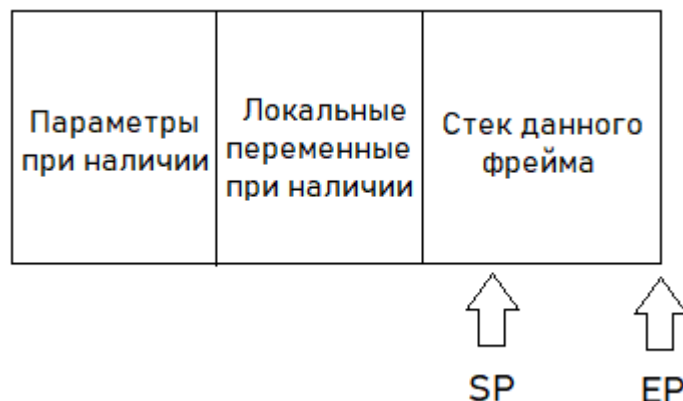 Параметры
при наличии
Локальные
переменные
при наличии
Стек данного
фрейма
SP
EP